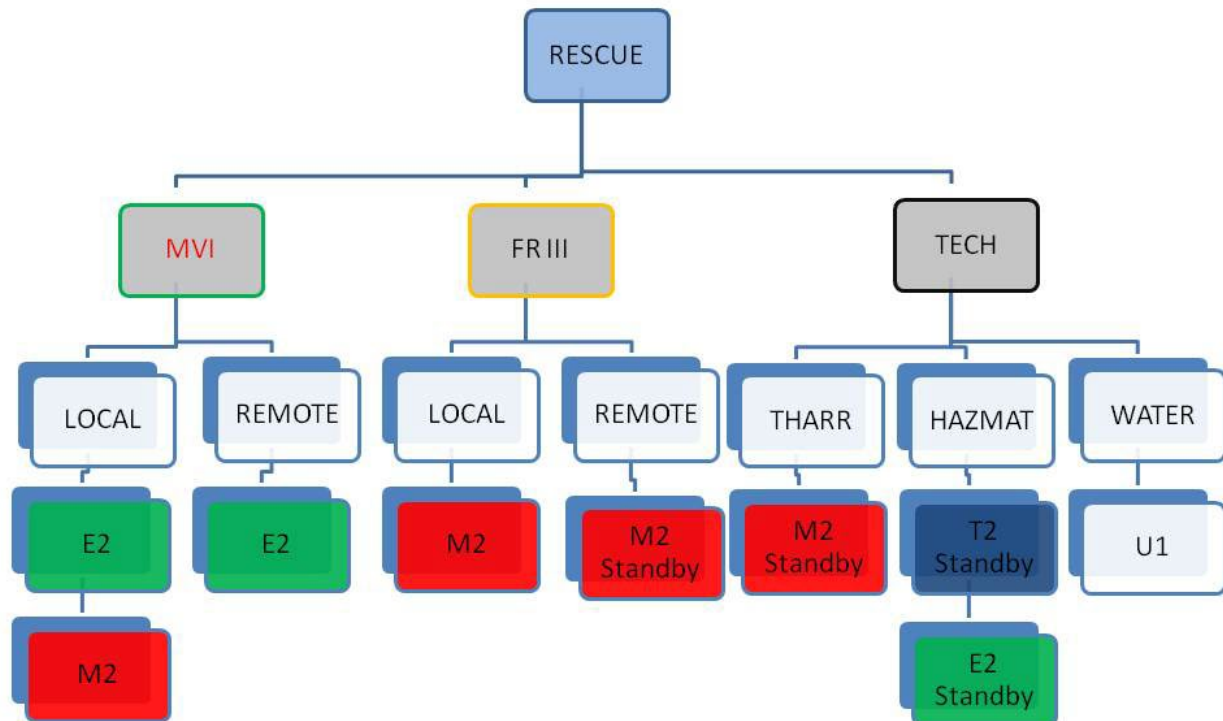 RESCUE
MVI
FR III
TECH
LOCAL
REMOTE
LOCAL
REMOTE
THARR
HAZMAT
WATER
E2
E2
M2
M2
Standby
M2
Standby
T2
Standby
U1
M2
E2
Standby